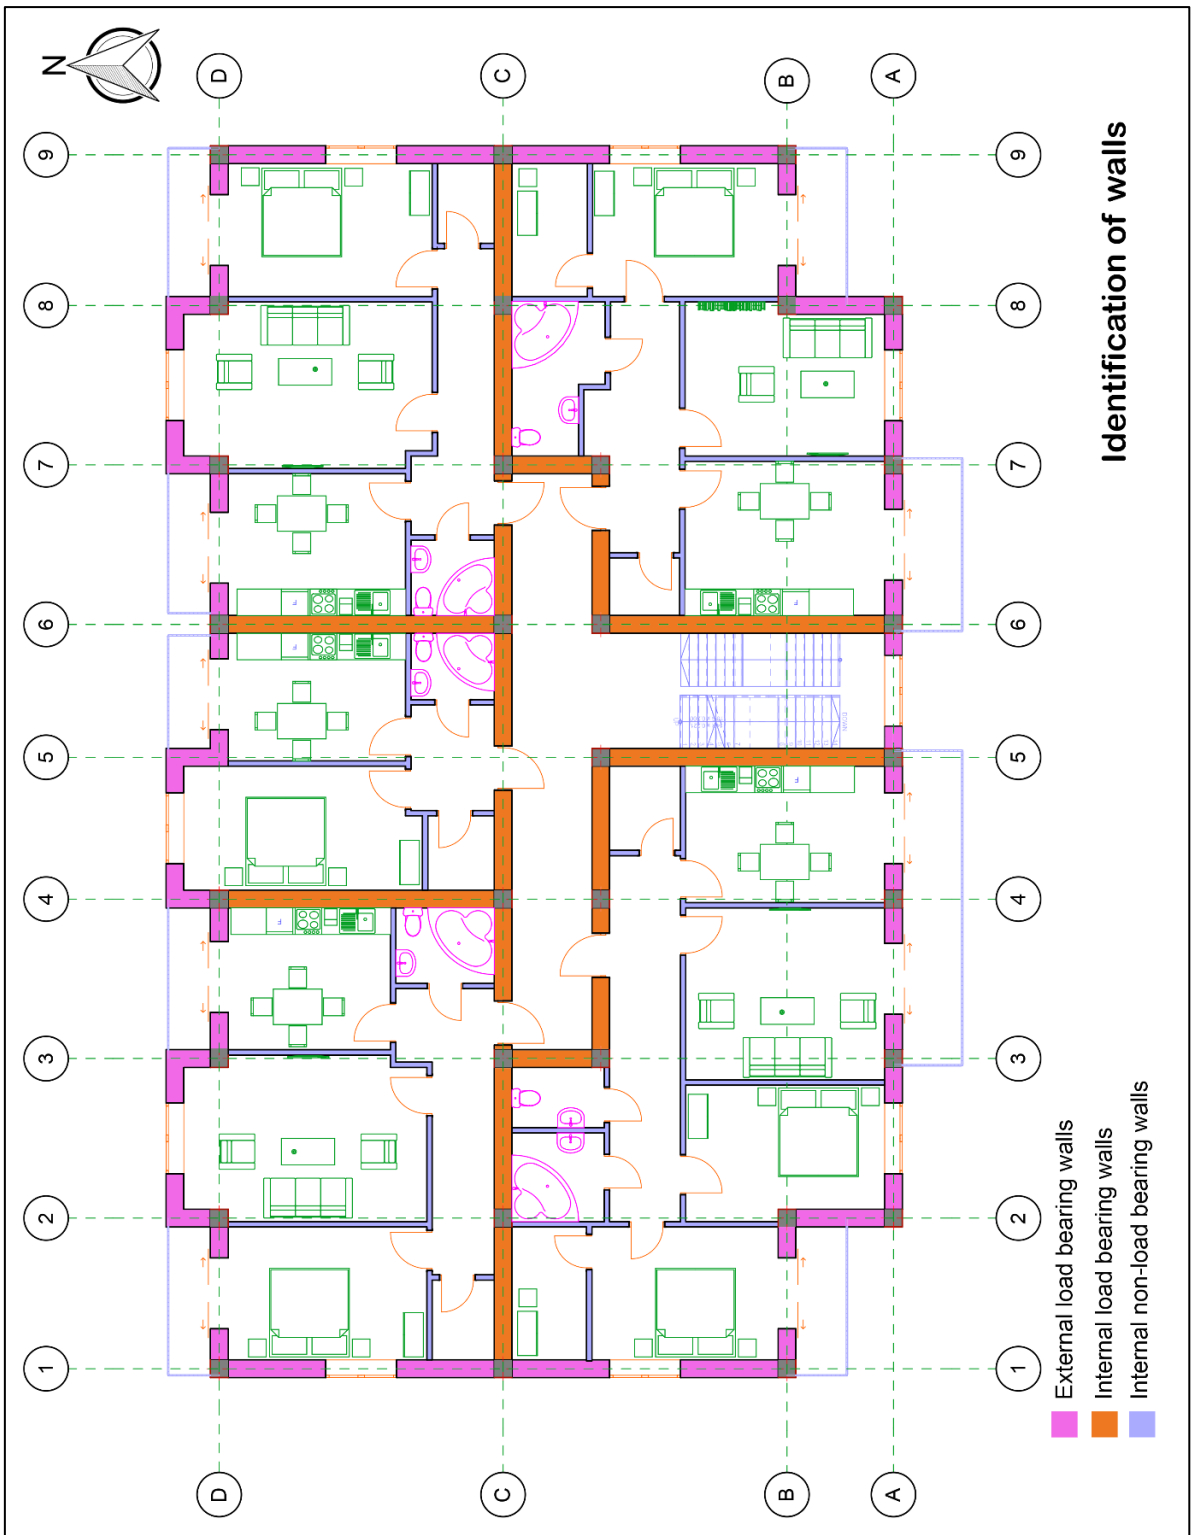 N
1 2 3 4 5 6 7 8 9
D D
F F F
C C
B B
F F
DOWN
A A
1 2 3 4 5 6 7 8 9
External load bearing walls
Internal load bearing walls
Internal non-load bearing walls
Identification of walls